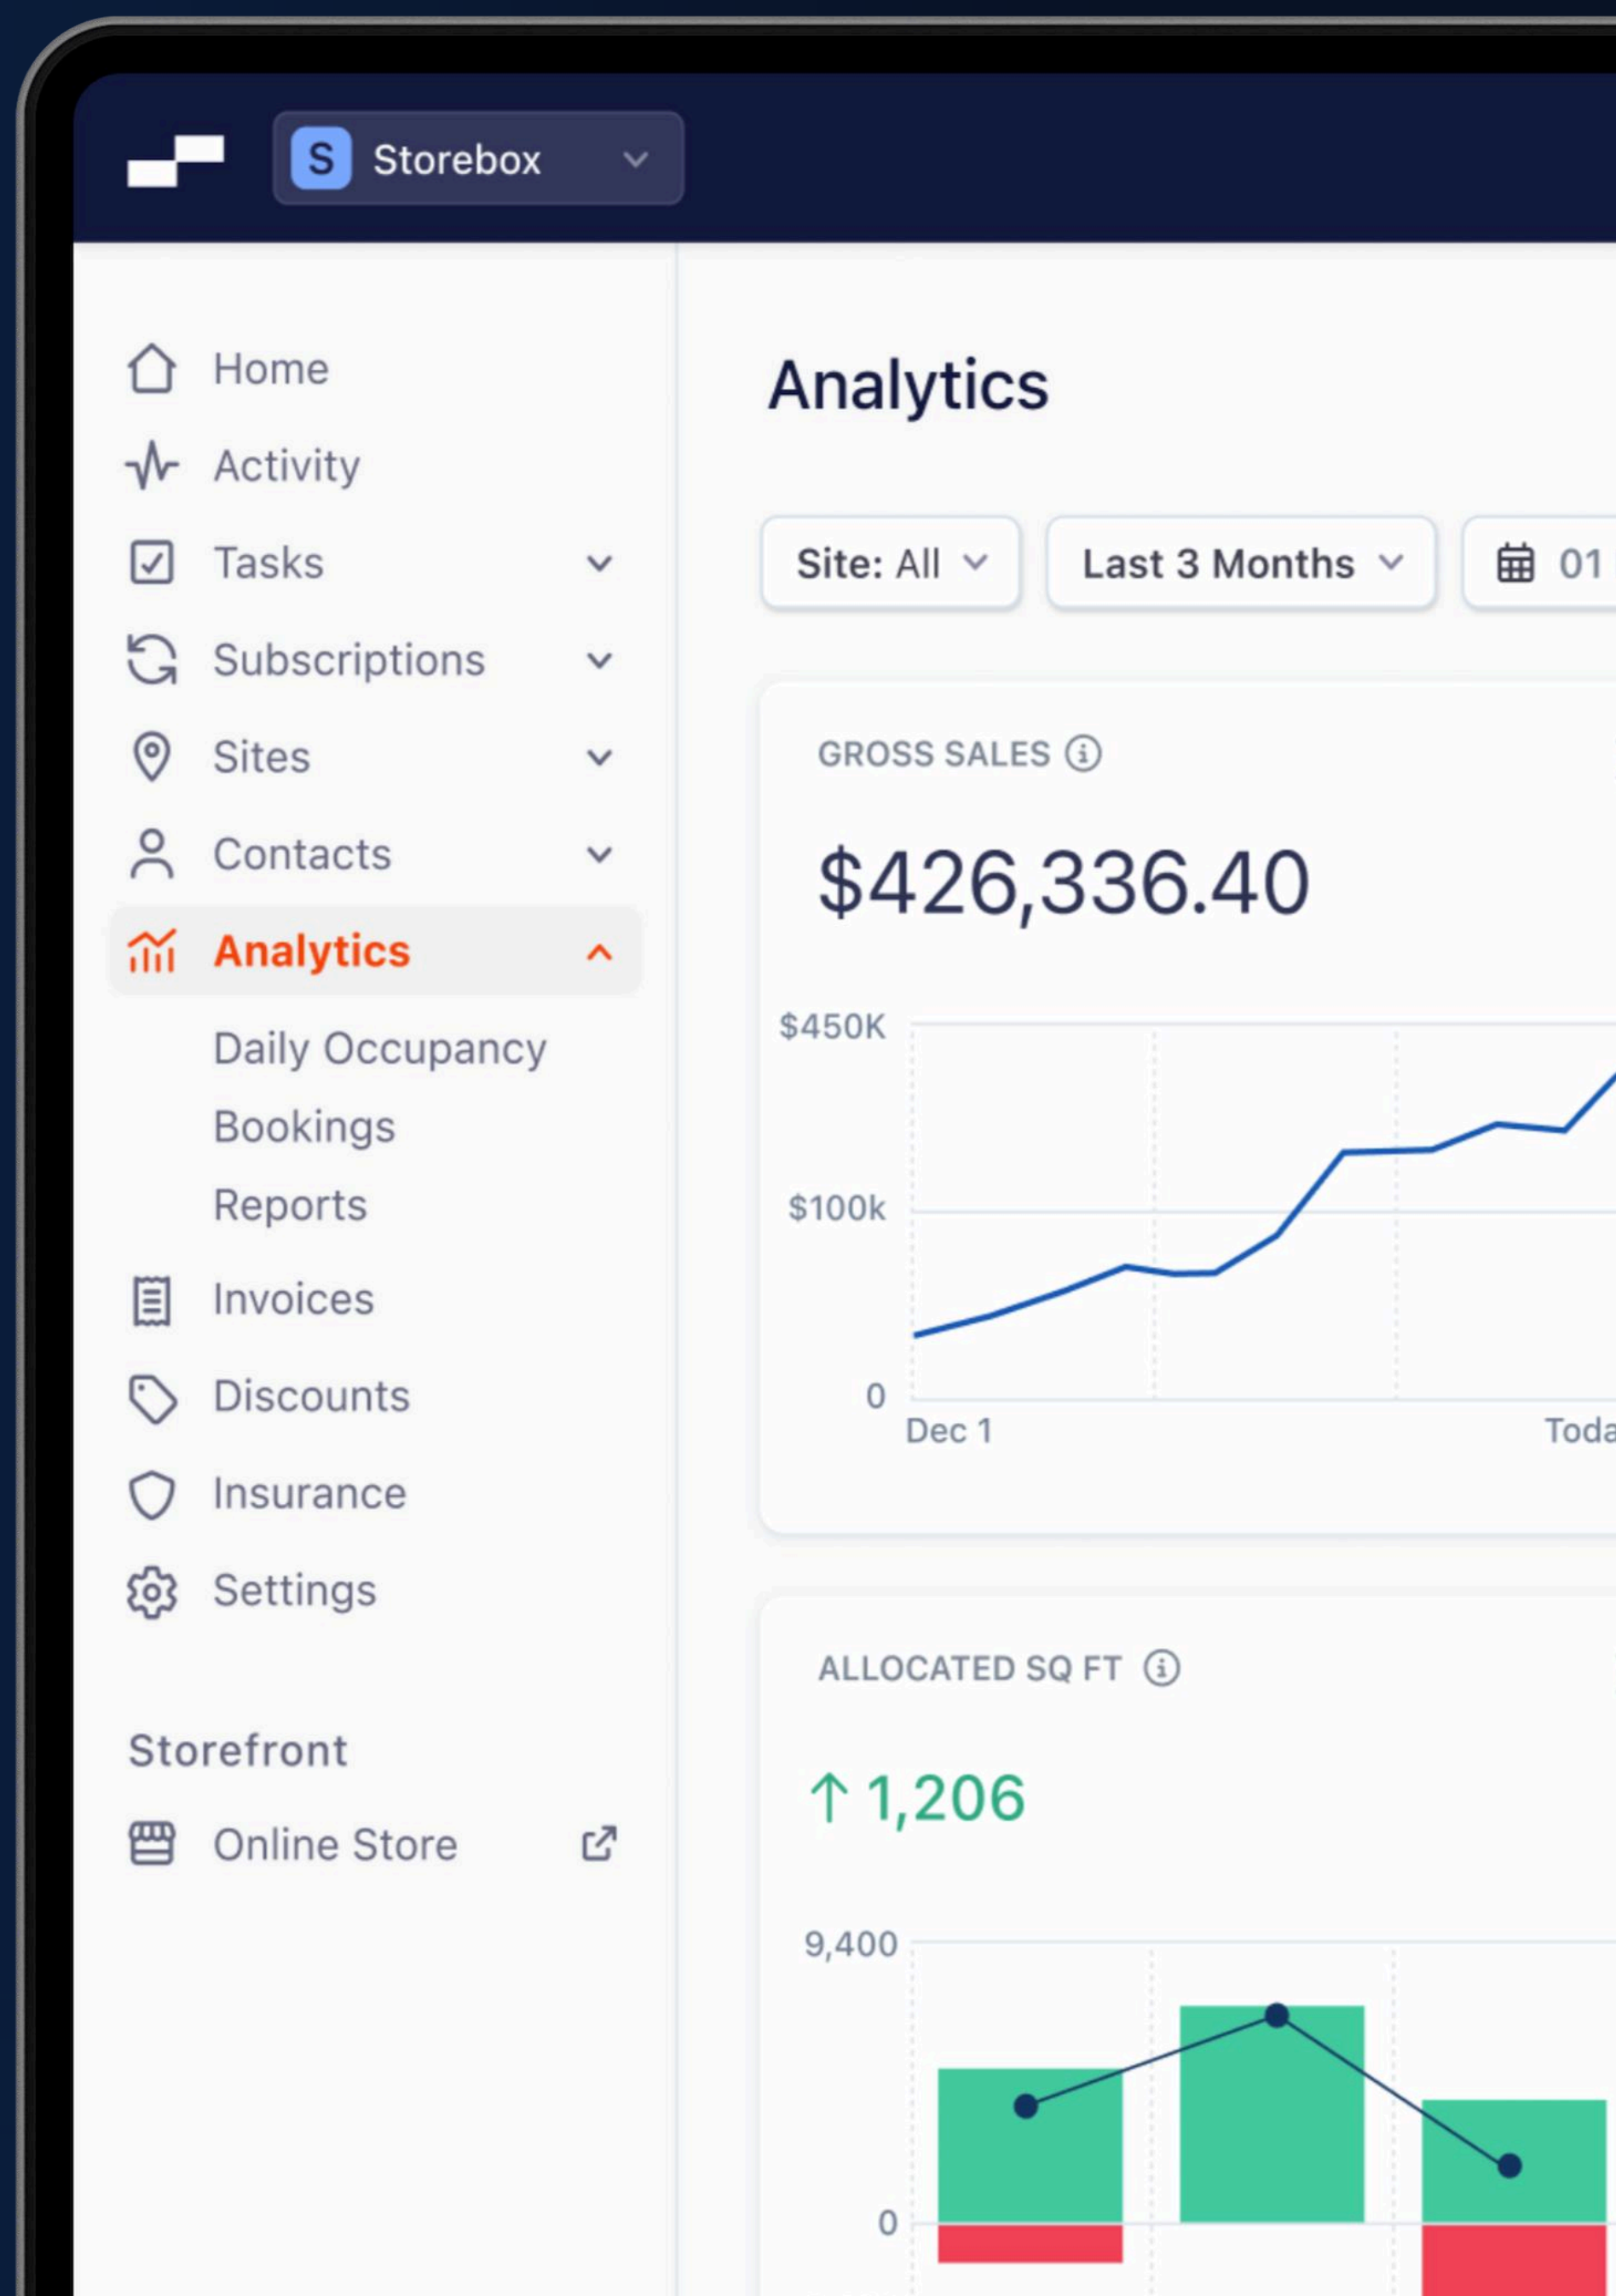 S Storebox
Home
Activity
Tasks
Subscriptions
Sites
Contacts
Analytics
Daily Occupancy
Bookings
Reports
Invoices
Discounts
Insurance
Settings
Storefront
Online Store
Analytics
Site: All
Last 3 Months
01
GROSS SALES
$426,336.40
$450K
$100k
0
Dec 1
ALLOCATED SQ FT
↑ 1,206
9,400
0